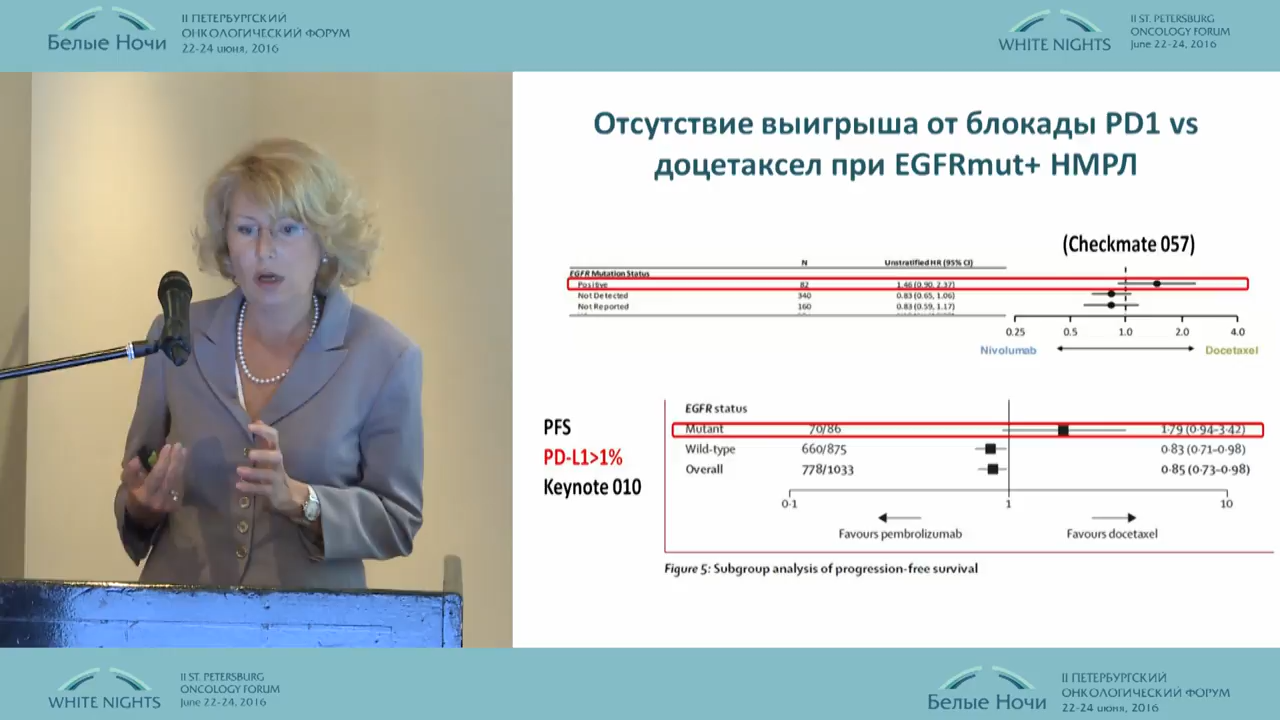 II ПЕТЕРБУРГСКИЙ
ОНКОЛОГИЧЕСКИЙ ФОРУМ
Белые Ночи
22-24 июня, 2016
II ST. PETERSBURG
ONCOLOGY FORUM
WHITE NIGHTS
June 22-24, 2016
Отсутствие выигрыша от блокады PD1 vs
доцетаксел при EGFRmut+ НМРЛ
(Checkmate 057)
N Unstratified HR (95% CI)
EGFR Mutation Status
Positive 82 1.46 (0.90, 2.37)
Not Detected 340 0.83 (0.65, 1.06)
Not Reported 160 0.83 (0.59, 1.17)
0.25 0.5 1.0 2.0 4.0
Nivolumab Docetaxel
PFS
PD-L1>1%
Keynote 010
EGFR status
Mutant 70/86 1·79 (0·94–3·42)
Wild-type 660/875 0·83 (0·71–0·98)
Overall 778/1033 0·85 (0·73–0·98)
0·1 1 10
Favours pembrolizumab Favours docetaxel
Figure 5: Subgroup analysis of progression-free survival
II ST. PETERSBURG
ONCOLOGY FORUM
WHITE NIGHTS
June 22-24, 2016
II ПЕТЕРБУРГСКИЙ
ОНКОЛОГИЧЕСКИЙ ФОРУМ
Белые Ночи
22-24 июня, 2016